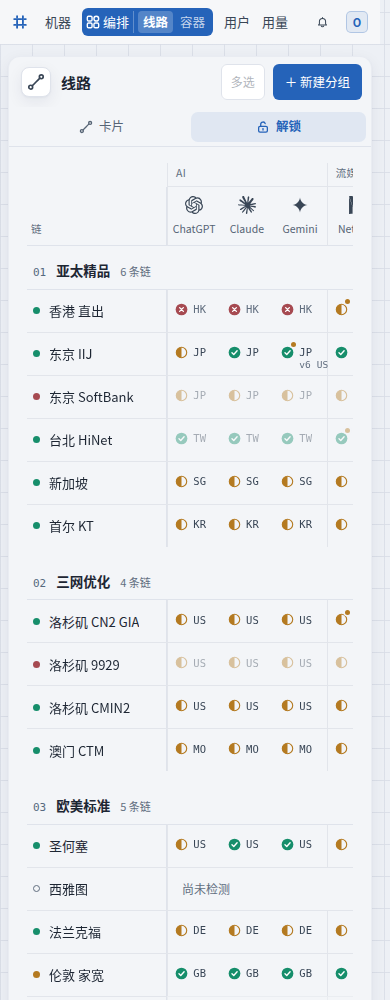 机器 编排 线路 容器 用户 用量 O
线路 多选 + 新建分组
卡片 解锁
AI
链 ChatGPT Claude Gemini
01 亚太精品 6 条链
香港 直出 HK HK HK
东京 IIJ JP JP JP
v6 US
东京 SoftBank JP JP JP
台北 HiNet TW TW TW
新加坡 SG SG SG
首尔 KT KR KR KR
02 三网优化 4 条链
洛杉矶 CN2 GIA US US US
洛杉矶 9929 US US US
洛杉矶 CMIN2 US US US
澳门 CTM MO MO MO
03 欧美标准 5 条链
圣何塞 US US US
西雅图 尚未检测
法兰克福 DE DE DE
伦敦 家宽 GB GB GB